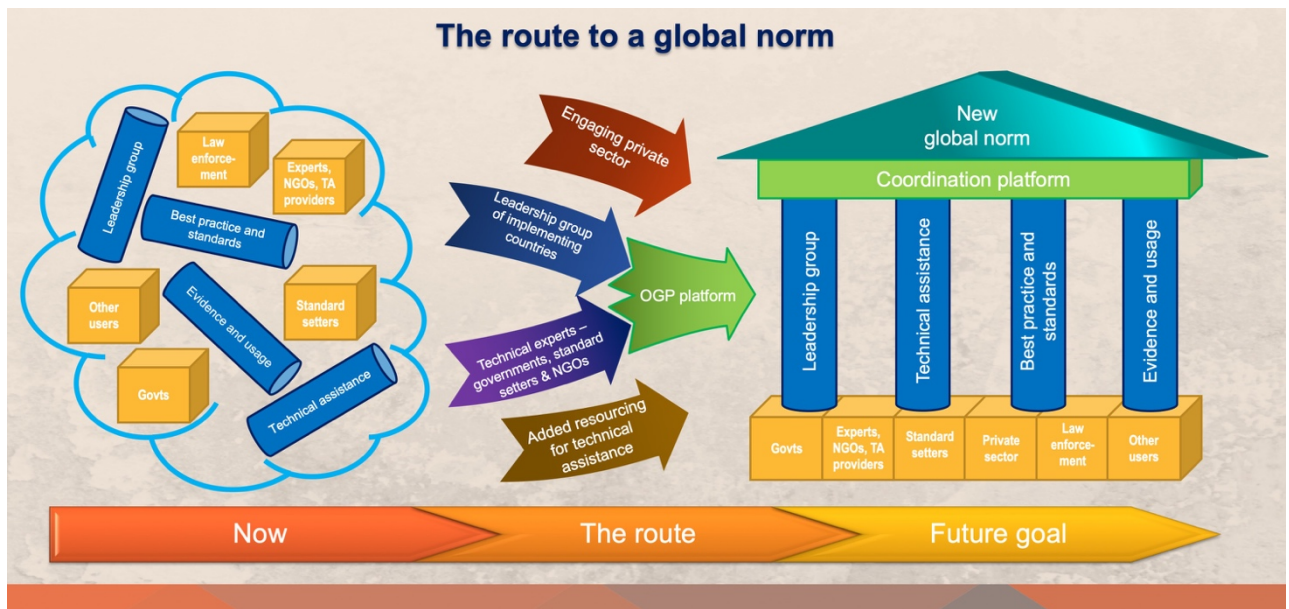 The route to a global norm
Leadership group
Law
enforce-
ment
Experts,
NGOs, TA
providers
Best practice and
standards
Other
users
Evidence and usage
Standard
setters
Govts
Technical assistance
Engaging private
sector
Leadership group
of implementing
countries
OGP platform
Technical experts –
governments, standard
setters & NGOs
Added resourcing
for technical
assistance
New
global norm
Coordination platform
Leadership group
Technical assistance
Best practice and
standards
Evidence and usage
Govts
Experts,
NGOs, TA
providers
Standard
setters
Private
sector
Law
enforce-
ment
Other
users
Now
The route
Future goal